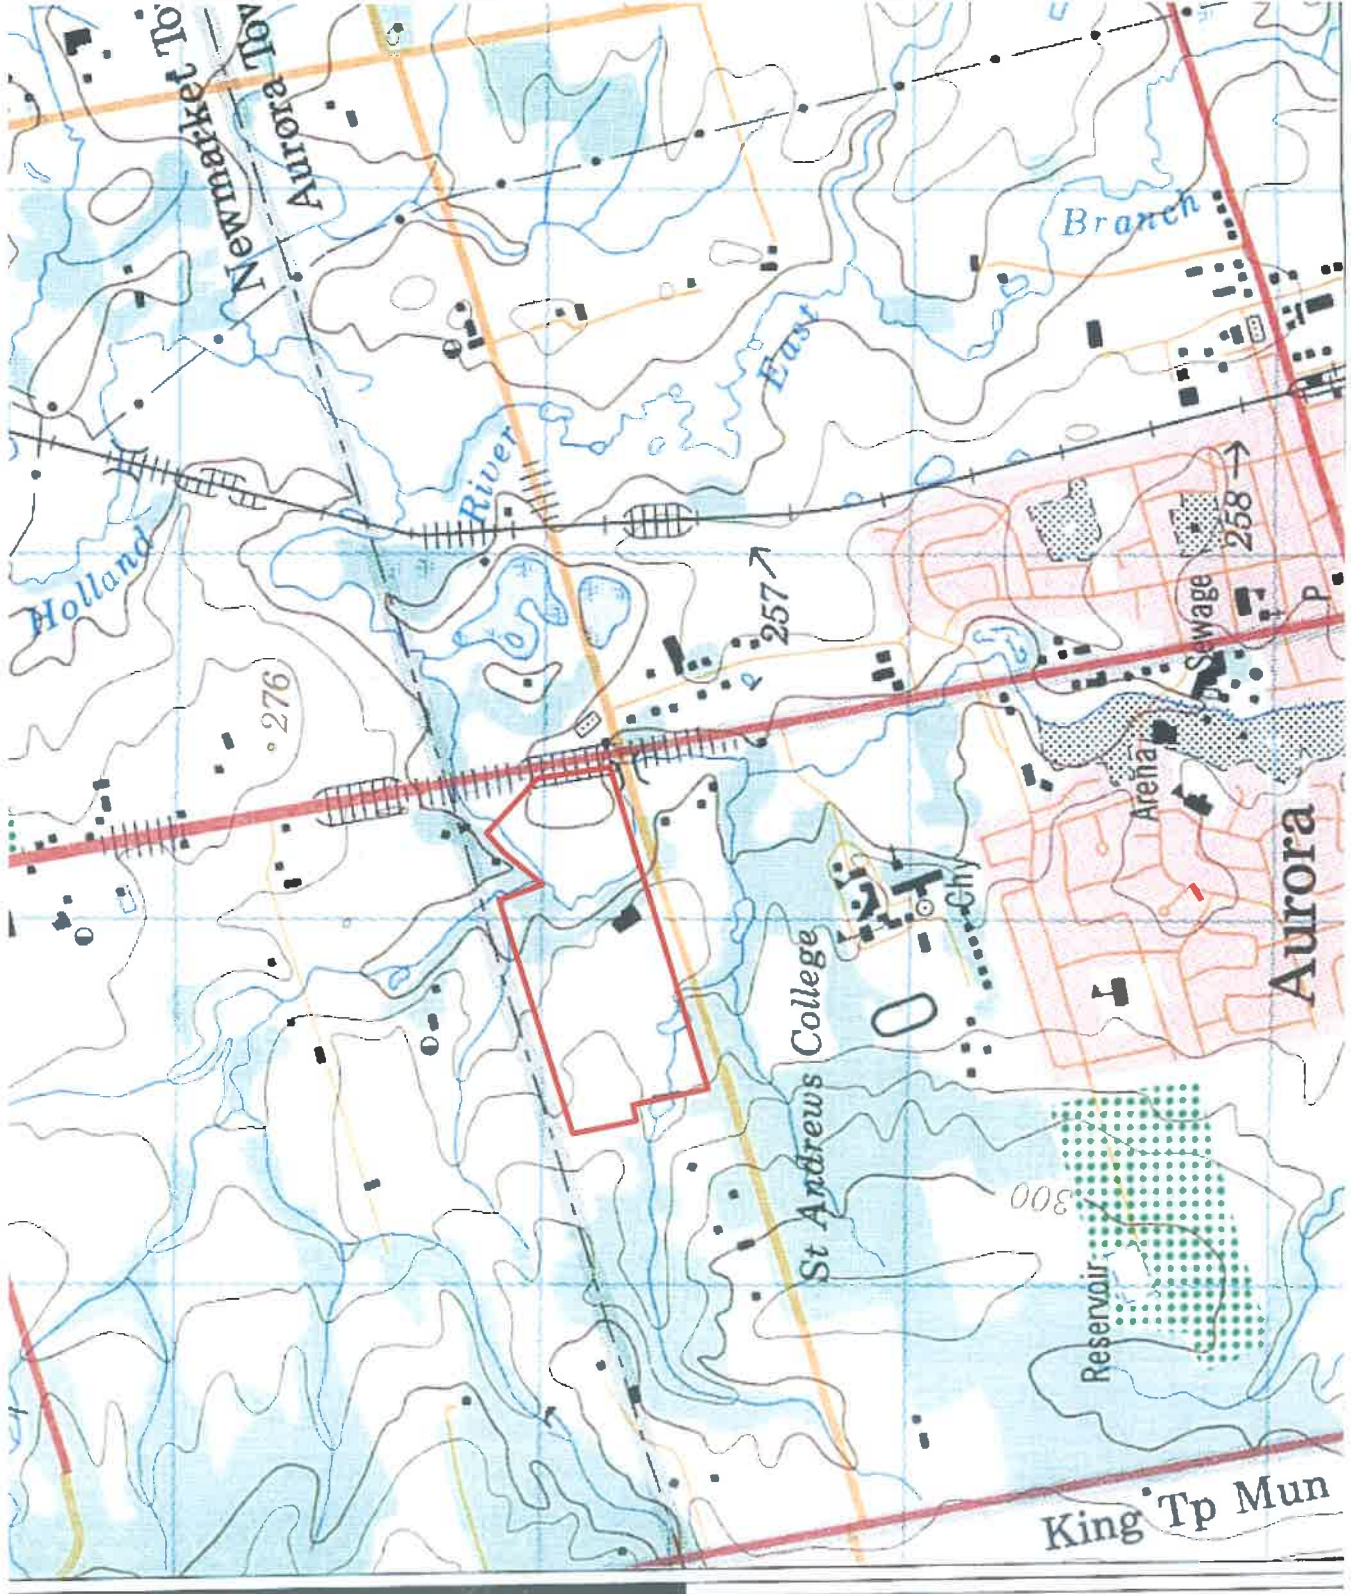 Newmarket To
Aurora Tow
Branch
East
River
Holland
276
257
258
Sewage
P
P
Arena
Aurora
Chy
St Andrews College
300
Reservoir
King Tp Mun